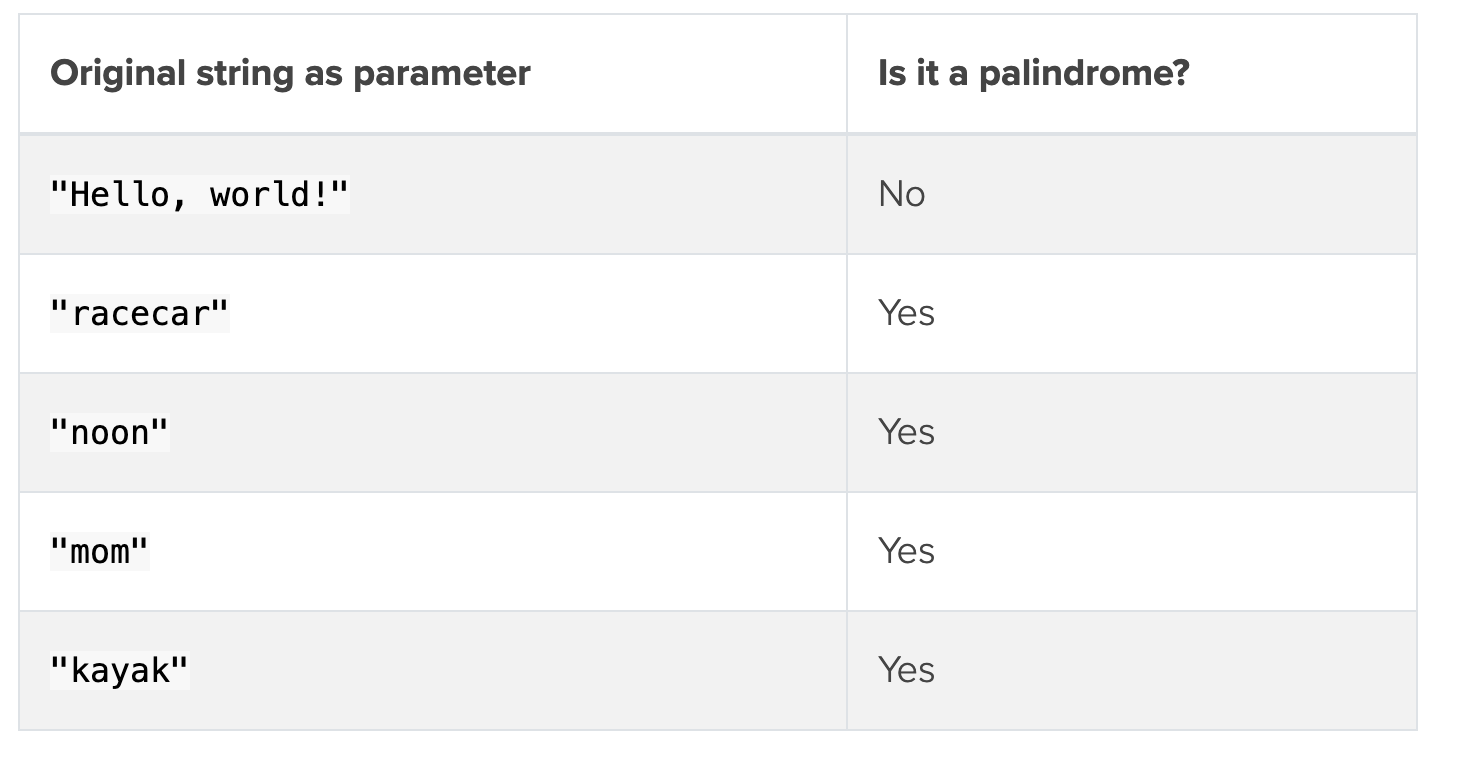 Original string as parameter Is it a palindrome?
"Hello, world!" No
"racecar" Yes
"noon" Yes
"mom" Yes
"kayak" Yes